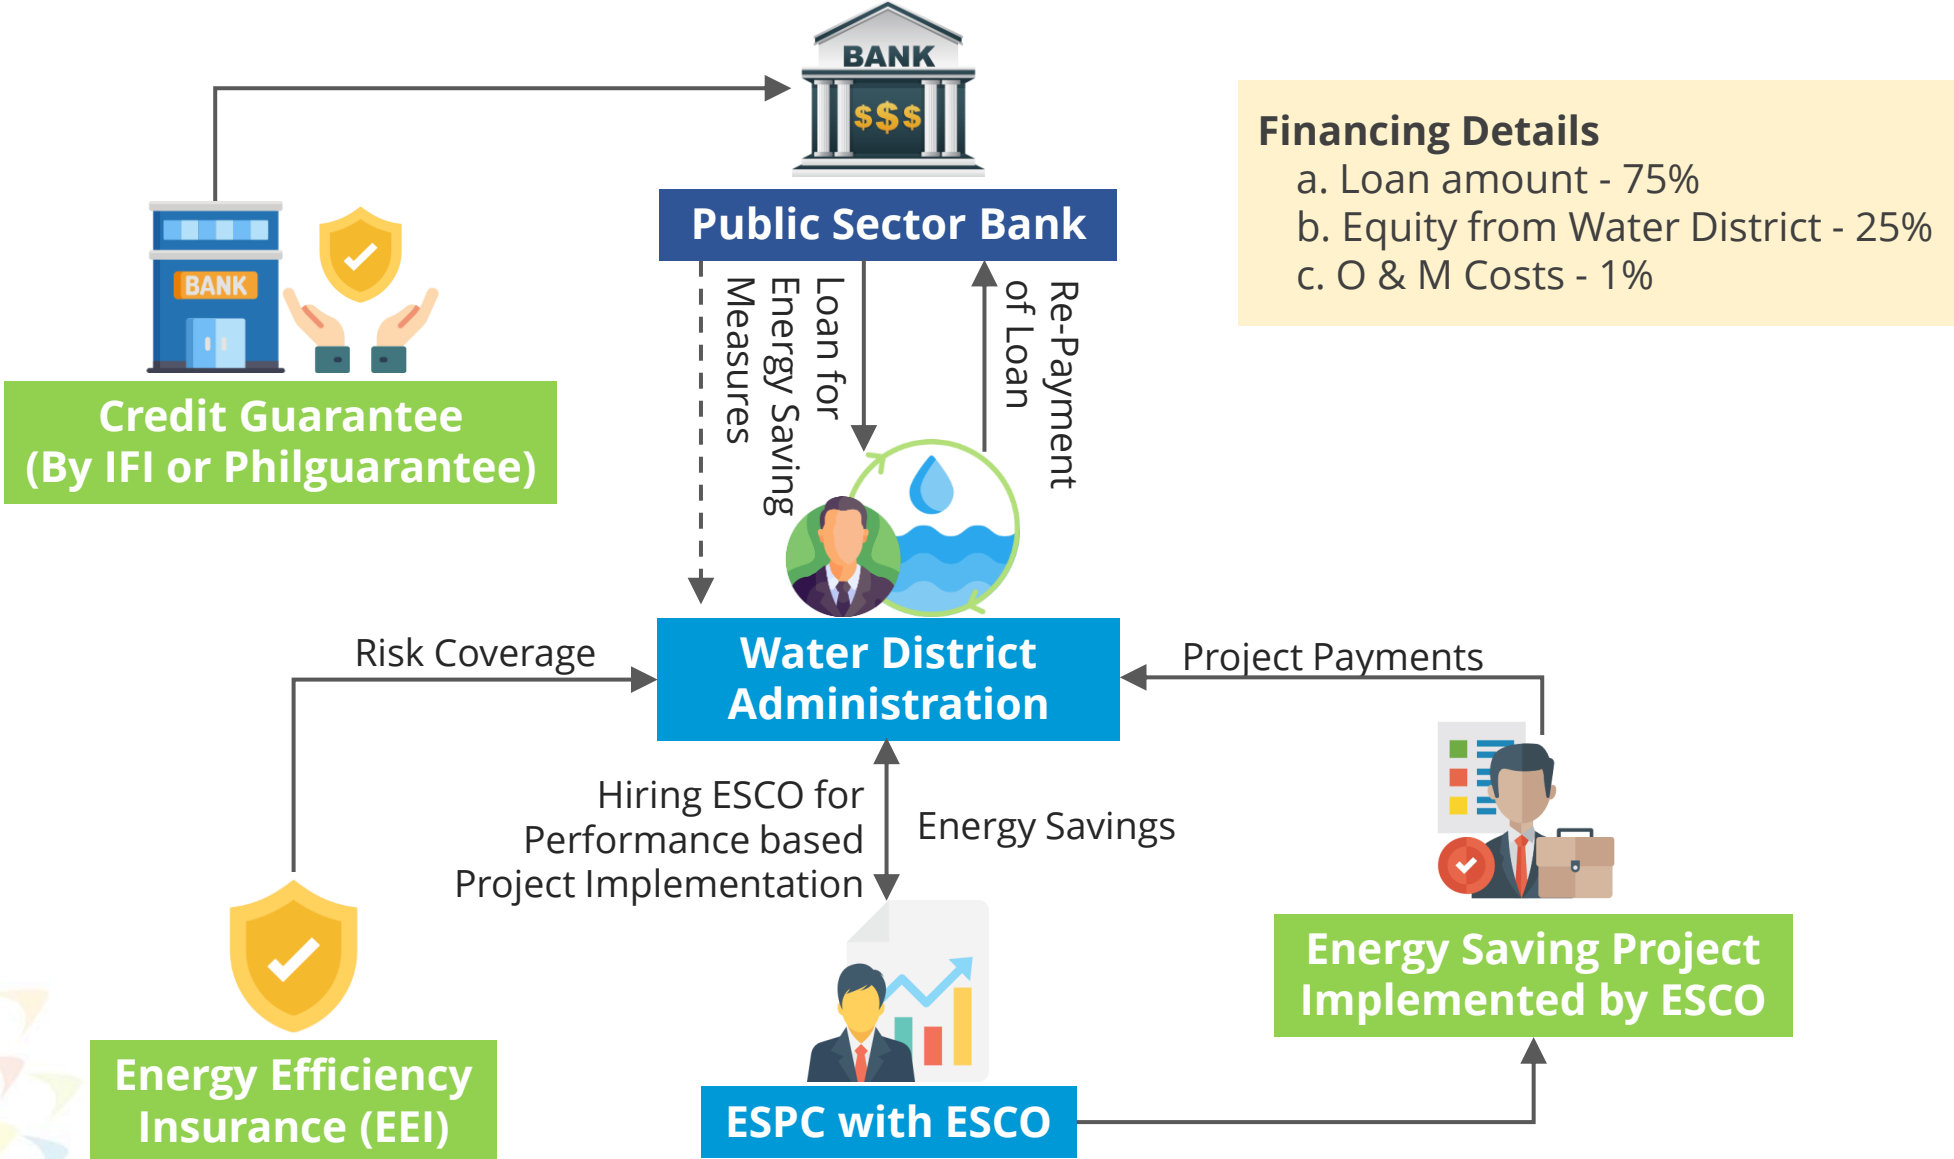 BANK
$$$
Public Sector Bank
Financing Details
a. Loan amount - 75%
b. Equity from Water District - 25%
c. O & M Costs - 1%
BANK
Credit Guarantee
(By IFI or Philguarantee)
Loan for
Energy Saving
Measures
Re-Payment
of Loan
Risk Coverage
Water District
Administration
Project Payments
Hiring ESCO for
Performance based
Project Implementation
Energy Savings
Energy Saving Project
Implemented by ESCO
Energy Efficiency
Insurance (EEI)
ESPC with ESCO